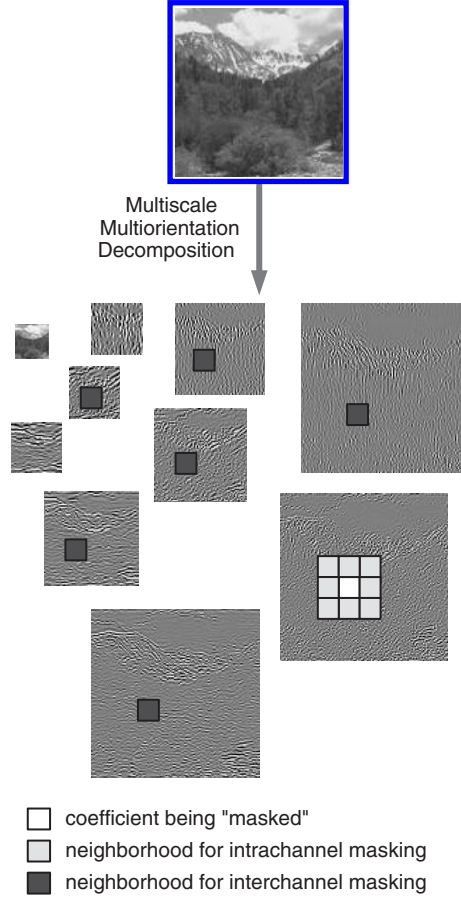 Multiscale
Multiorientation
Decomposition
coefficient being "masked"
neighborhood for intrachannel masking
neighborhood for interchannel masking